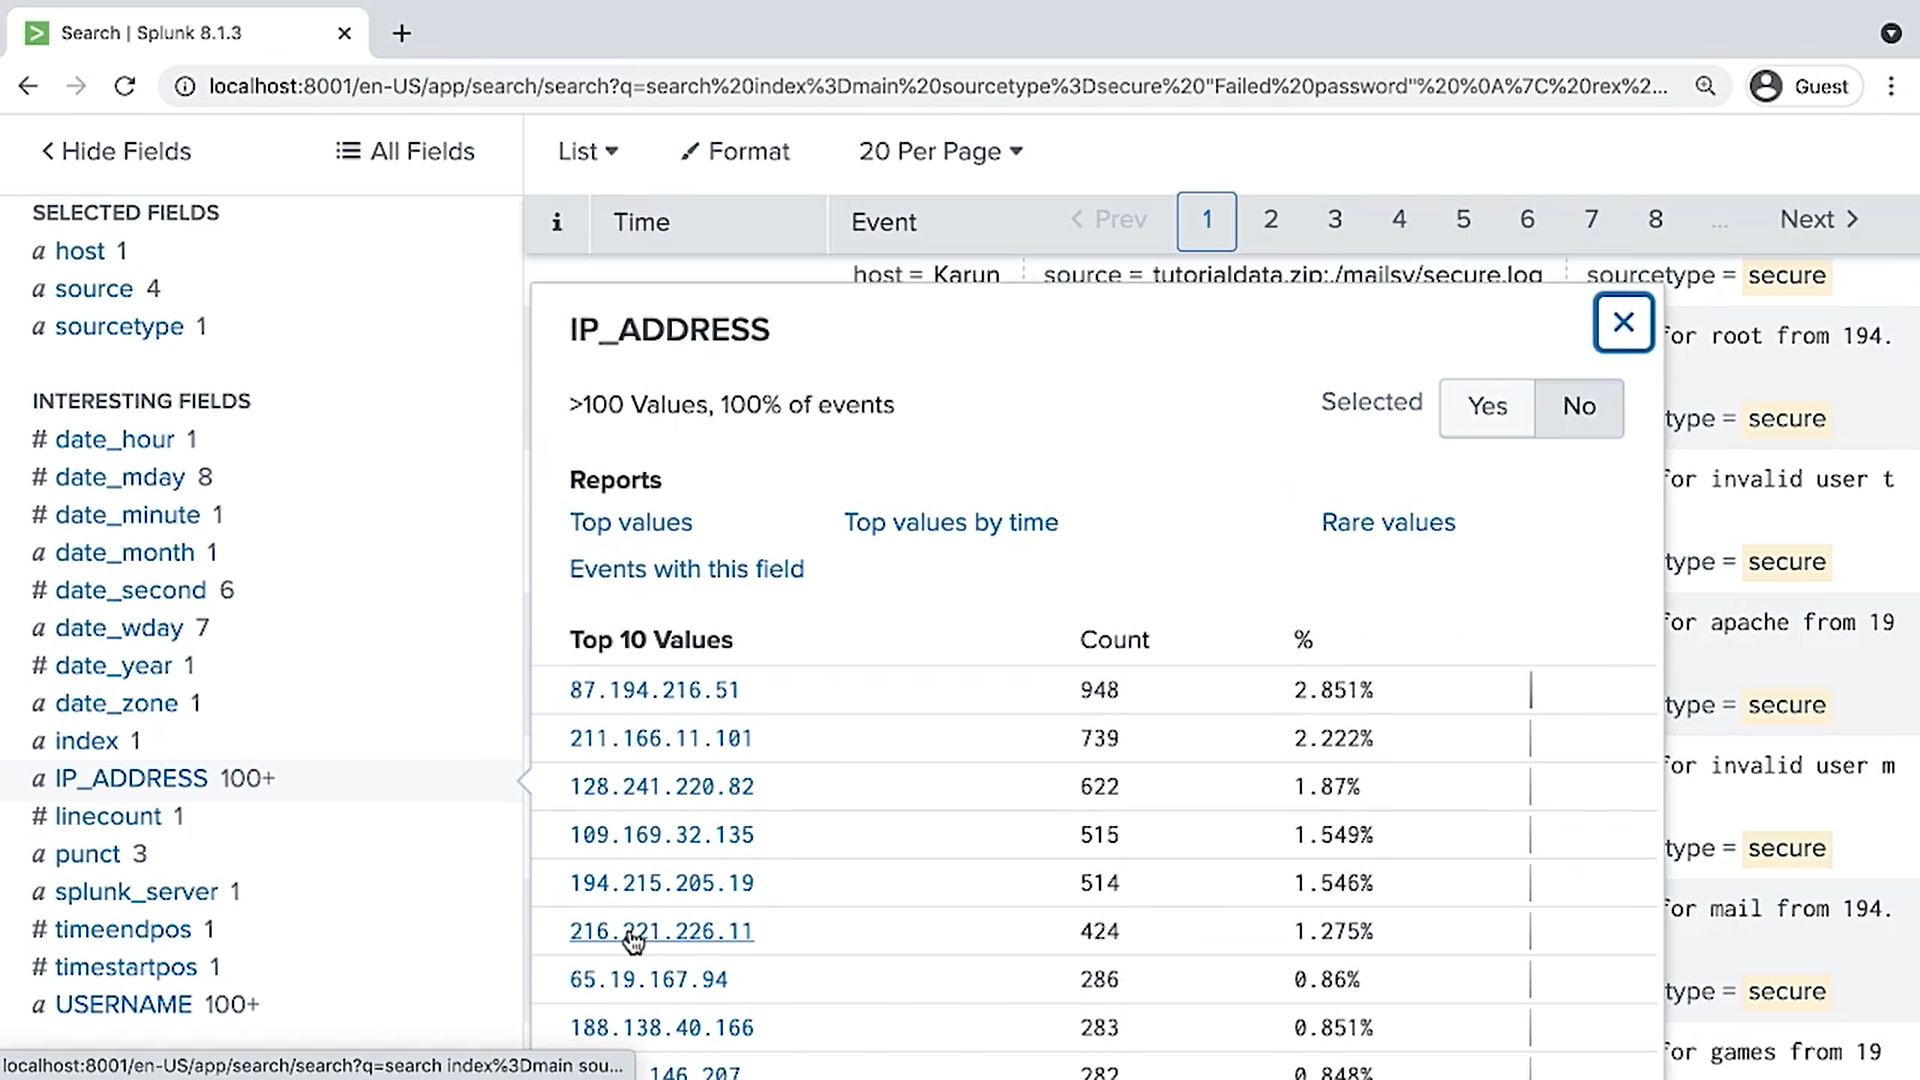 Search | Splunk 8.1.3
localhost:8001/en-US/app/search/search?q=search%20index%3Dmain%20sourcetype%3Dsecure%20"Failed%20password"%20%0A%7C%20rex%2...
Guest
Hide Fields
All Fields
List
Format
20 Per Page
SELECTED FIELDS
a host 1
a source 4
a sourcetype 1
INTERESTING FIELDS
# date_hour 1
# date_mday 8
# date_minute 1
a date_month 1
# date_second 6
a date_wday 7
# date_year 1
a date_zone 1
a index 1
a IP_ADDRESS 100+
# linecount 1
a punct 3
a splunk_server 1
# timeendpos 1
# timestartpos 1
a USERNAME 100+
i Time Event < Prev 1 2 3 4 5 6 7 8 ... Next >
host = Karun source = tutorialdata.zip:./mailsv/secure.log sourcetype = secure
IP_ADDRESS
>100 Values, 100% of events
Selected Yes No
Reports
Top values Top values by time Rare values
Events with this field
Top 10 Values Count %
87.194.216.51 948 2.851%
211.166.11.101 739 2.222%
128.241.220.82 622 1.87%
109.169.32.135 515 1.549%
194.215.205.19 514 1.546%
216.221.226.11 424 1.275%
65.19.167.94 286 0.86%
188.138.40.166 283 0.851%
146.207 282 0.848%
for root from 194.
type = secure
for invalid user t
type = secure
for apache from 19
type = secure
for invalid user m
type = secure
for mail from 194.
type = secure
for games from 19
localhost:8001/en-US/app/search/search?q=search index%3Dmain sou...